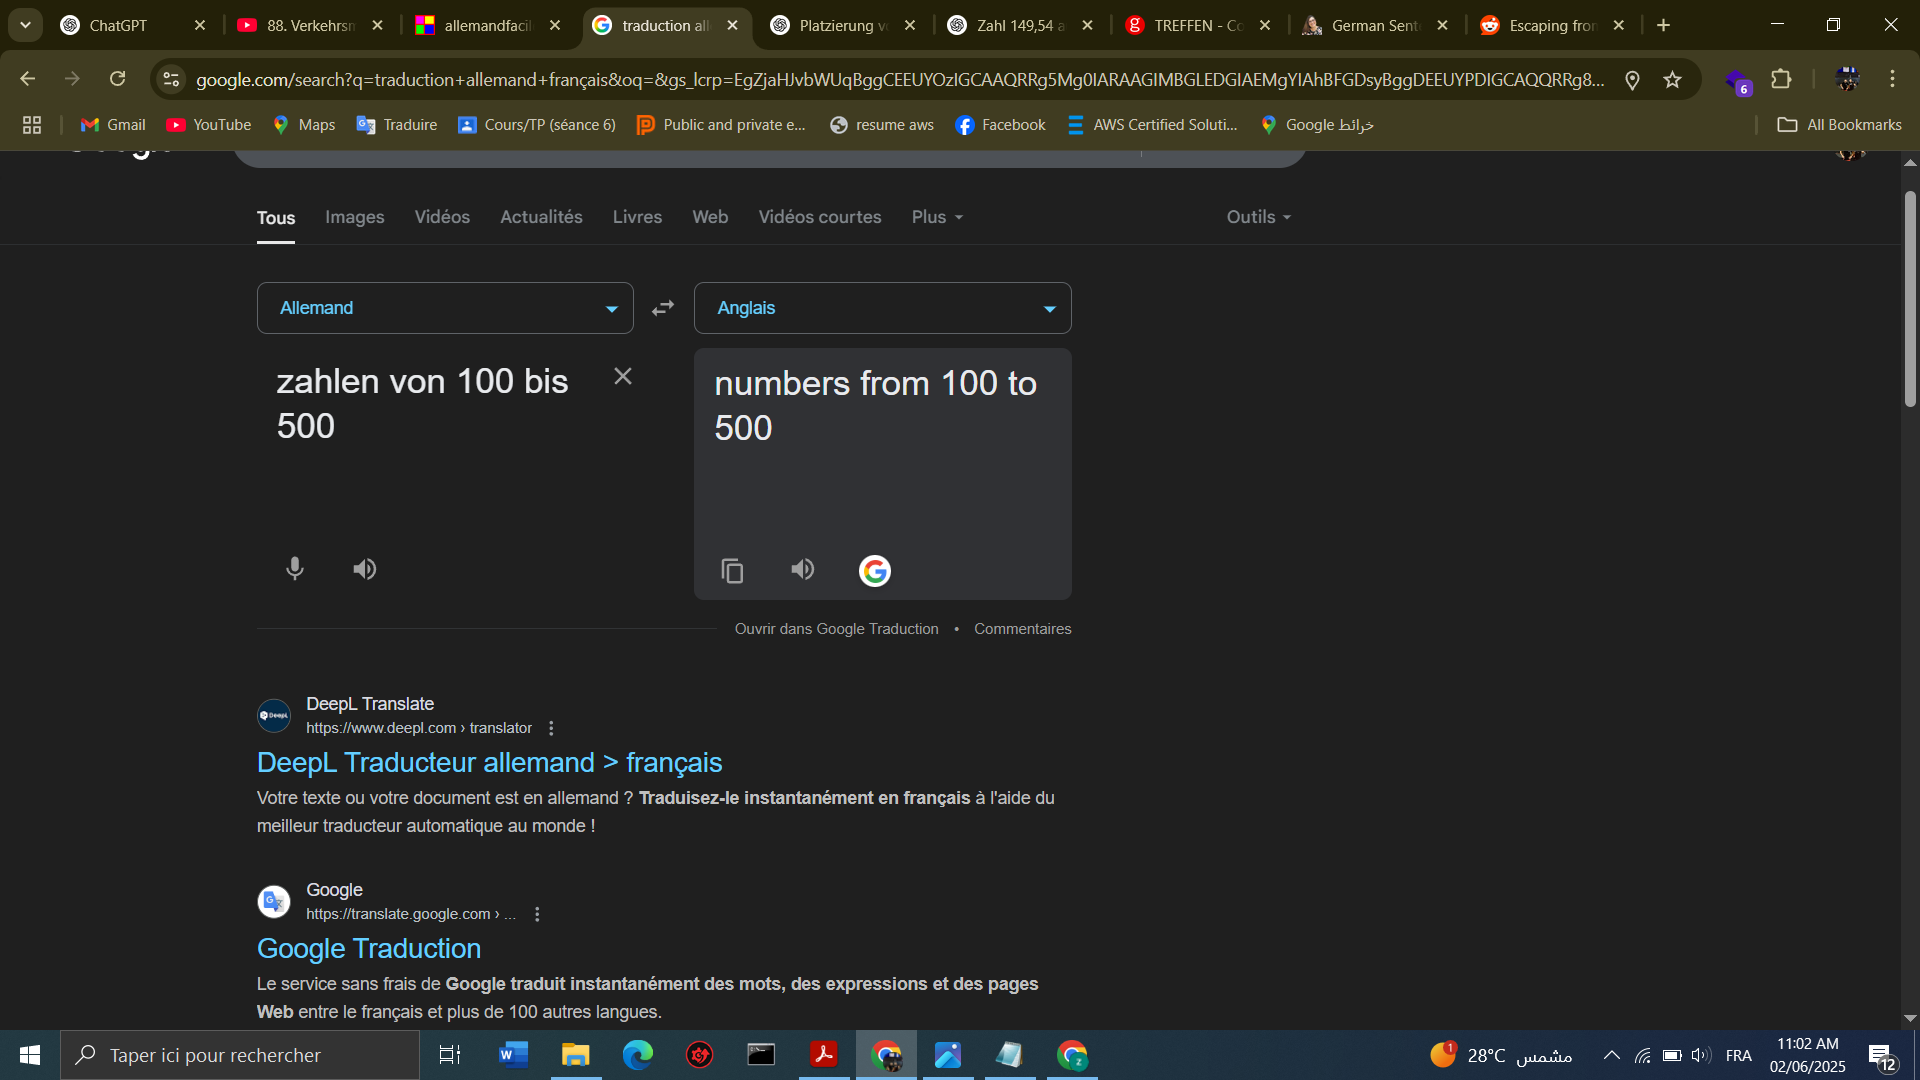 ChatGPT
88. Verkehrsm
allemandfacil
traduction all
Platzierung v
Zahl 149,54 a
TREFFEN - Co
German Sent
Escaping from
google.com/search?q=traduction+allemand+français&oq=&gs_lcrp=EgZjaHJvbWUqBggCEEUYOzIGCAAQRRg5Mg0IARAAGIMBGLEDGIAEMgYIAhBFGDsyBggDEEUYPDIGCAQQRRg8...
6
Gmail
YouTube
Maps
Traduire
Cours/TP (séance 6)
Public and private e...
resume aws
Facebook
AWS Certified Soluti...
Google خرائط
All Bookmarks
Tous
Images
Vidéos
Actualités
Livres
Web
Vidéos courtes
Plus
Outils
Allemand
Anglais
zahlen von 100 bis
500
numbers from 100 to
500
Ouvrir dans Google Traduction • Commentaires
DeepL
DeepL Translate
https://www.deepl.com › translator
DeepL Traducteur allemand > français
Votre texte ou votre document est en allemand ? Traduisez-le instantanément en français à l'aide du
meilleur traducteur automatique au monde !
Google
https://translate.google.com › ...
Google Traduction
Le service sans frais de Google traduit instantanément des mots, des expressions et des pages
Web entre le français et plus de 100 autres langues.
Taper ici pour rechercher
1
28°C مشمس
FRA
11:02 AM
02/06/2025
12